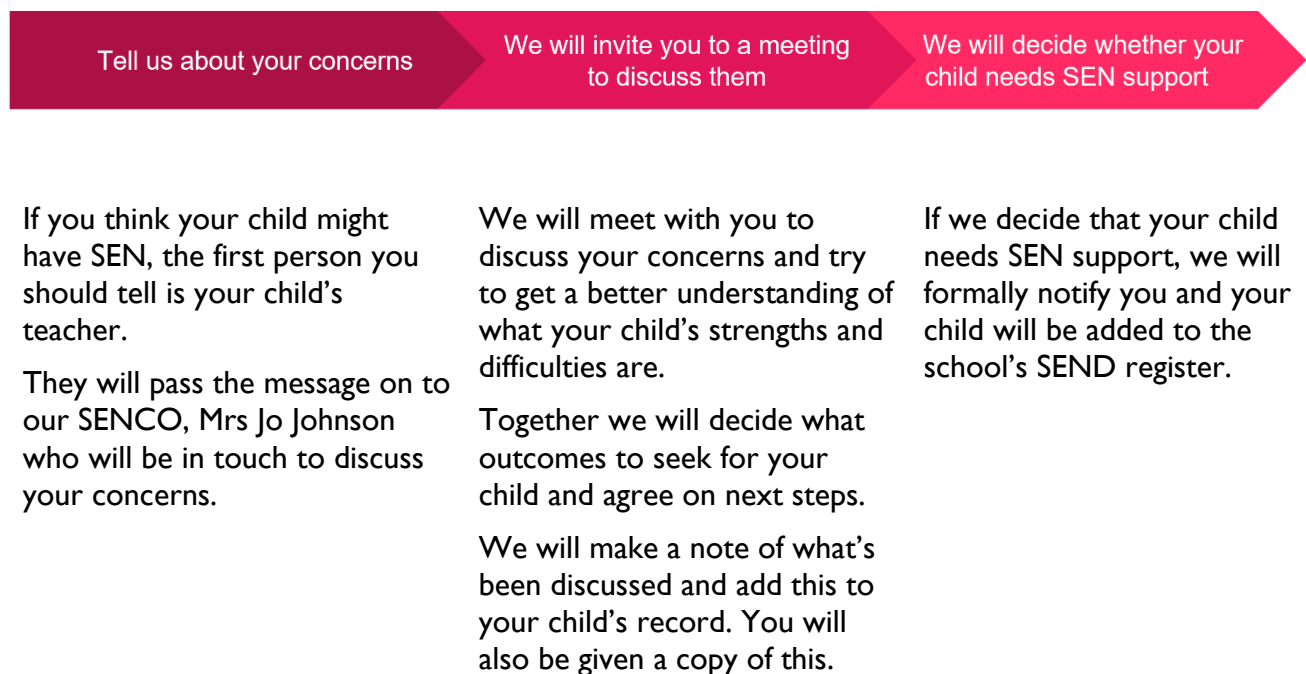 Tell us about your concerns
We will invite you to a meeting
to discuss them
We will decide whether your
child needs SEN support
If you think your child might
have SEN, the first person you
should tell is your child's
teacher.
They will pass the message on to
our SENCO, Mrs Jo Johnson
who will be in touch to discuss
your concerns.
We will meet with you to
discuss your concerns and try
to get a better understanding of
what your child's strengths and
difficulties are.
Together we will decide what
outcomes to seek for your
child and agree on next steps.
We will make a note of what's
been discussed and add this to
your child's record. You will
also be given a copy of this.
If we decide that your child
needs SEN support, we will
formally notify you and your
child will be added to the
school's SEND register.